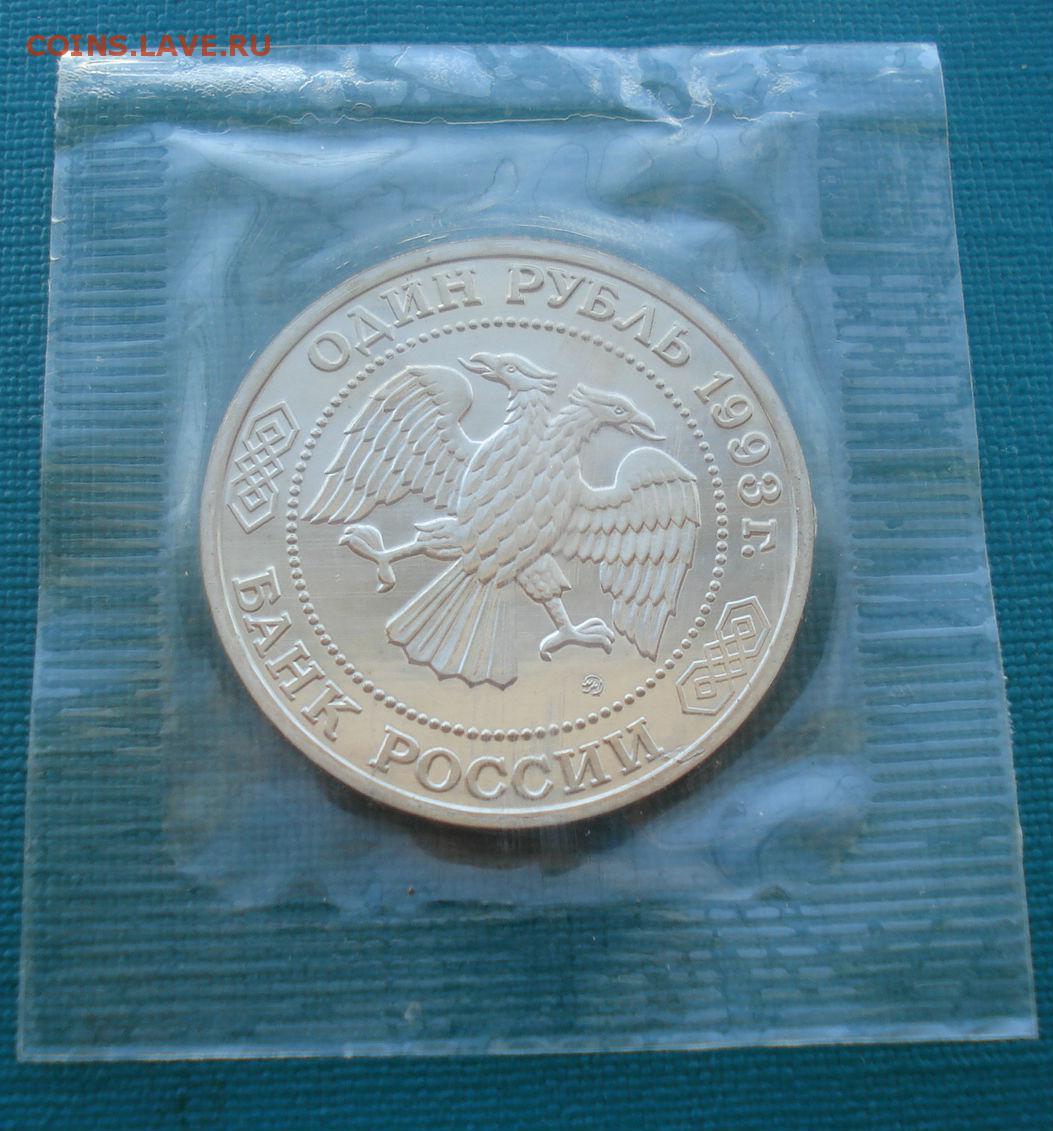 COINS.LAVE.RU
ОДИН РУБЛЬ 1993 г.
БАНК РОССИИ